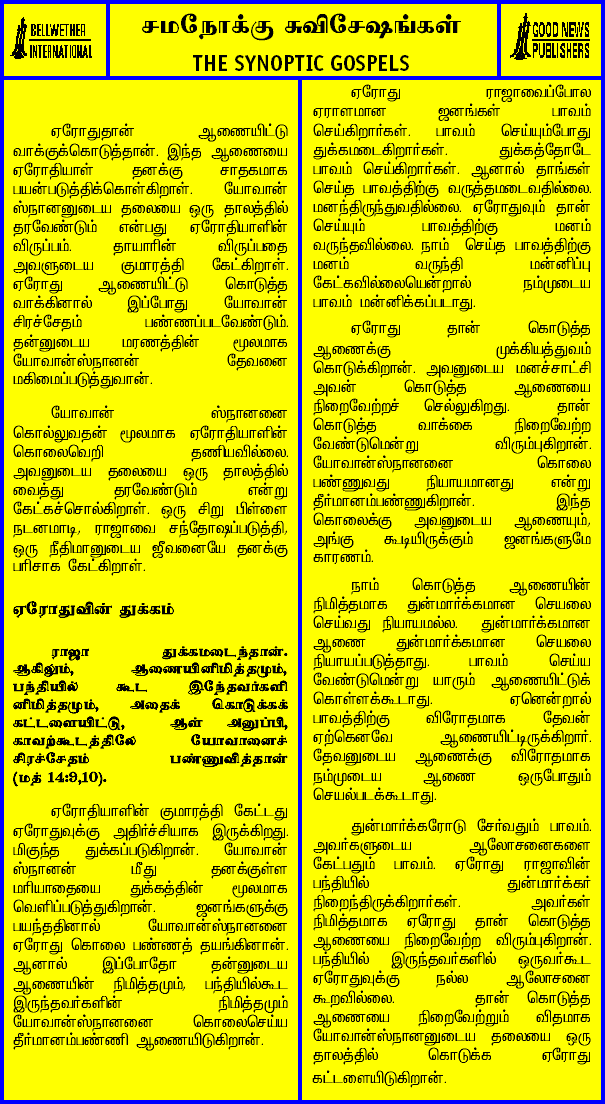 BELLWETHER
INTERNATIONAL
சமநோக்கு சுவிசேஷங்கள்
THE SYNOPTIC GOSPELS
GOOD NEWS
PUBLISHERS
ஏரோதுதான் ஆணையிட்டு
வாக்குக்கொடுத்தான். இந்த ஆணையை
ஏரோதியாள் தனக்கு சாதகமாக
பயன்படுத்திக்கொள்கிறாள். யோவான்
ஸ்நானனுடைய தலையை ஒரு தாலத்தில்
தரவேண்டும் என்பது ஏரோதியாளின்
விருப்பம். தாயாரின் விருப்பதை
அவளுடைய குமாரத்தி கேட்கிறாள்.
ஏரோது ஆணையிட்டு கொடுத்த
வாக்கினால் இப்போது யோவான்
சிரச்சேதம் பண்ணப்படவேண்டும்.
தன்னுடைய மரணத்தின் மூலமாக
யோவான்ஸ்நானன் தேவனை
மகிமைப்படுத்துவான்.
யோவான் ஸ்நானனை
கொல்லுவதன் மூலமாக ஏரோதியாளின்
கொலைவெறி தணியவில்லை.
அவனுடைய தலையை ஒரு தாலத்தில்
வைத்து தரவேண்டும் என்று
கேட்கச்சொல்கிறாள். ஒரு சிறு பிள்ளை
நடனமாடி, ராஜாவை சந்தோஷப்படுத்தி,
ஒரு நீதிமானுடைய ஜீவனையே தனக்கு
பரிசாக கேட்கிறாள்.
ஏரோதுவின் துக்கம்
ராஜா துக்கமடைந்தான்.
ஆகிலும், ஆணையினிமித்தமும்,
பந்தியில் கூட இருந்தவர்களி
னிமித்தமும், அதைக் கொடுக்கக்
கட்டளையிட்டு, ஆள் அனுப்பி,
காவற்கூடத்திலே யோவானைச்
சிரச்சேதம் பண்ணுவித்தான்
(மத் 14:9,10).
ஏரோதியாளின் குமாரத்தி கேட்டது
ஏரோதுவுக்கு அதிர்ச்சியாக இருக்கிறது.
மிகுந்த துக்கப்படுகிறான். யோவான்
ஸ்நானன் மீது தனக்குள்ள
மரியாதையை துக்கத்தின் மூலமாக
வெளிப்படுத்துகிறான். ஜனங்களுக்கு
பயந்ததினால் யோவான்ஸ்நானனை
ஏரோது கொலை பண்ணத் தயங்கினான்.
ஆனால் இப்போதோ தன்னுடைய
ஆணையின் நிமித்தமும், பந்தியில்கூட
இருந்தவர்களின் நிமித்தமும்
யோவான்ஸ்நானனை கொலைசெய்ய
தீர்மானம்பண்ணி ஆணையிடுகிறான்.
ஏரோது ராஜாவைப்போல
ஏராளமான ஜனங்கள் பாவம்
செய்கிறார்கள். பாவம் செய்யும்போது
துக்கமடைகிறார்கள். துக்கத்தோடே
பாவம் செய்கிறார்கள். ஆனால் தாங்கள்
செய்த பாவத்திற்கு வருத்தமடைவதில்லை.
மனந்திருந்துவதில்லை. ஏரோதுவும் தான்
செய்யும் பாவத்திற்கு மனம்
வருந்தவில்லை. நாம் செய்த பாவத்திற்கு
மனம் வருந்தி மன்னிப்பு
கேட்கவில்லையென்றால் நம்முடைய
பாவம் மன்னிக்கப்படாது.
ஏரோது தான் கொடுத்த
ஆணைக்கு முக்கியத்துவம்
கொடுக்கிறான். அவனுடைய மனச்சாட்சி
அவன் கொடுத்த ஆணையை
நிறைவேற்றச் செல்லுகிறது. தான்
கொடுத்த வாக்கை நிறைவேற்ற
வேண்டுமென்று விரும்புகிறான்.
யோவான்ஸ்நானனை கொலை
பண்ணுவது நியாயமானது என்று
தீர்மானம்பண்ணுகிறான். இந்த
கொலைக்கு அவனுடைய ஆணையும்,
அங்கு கூடியிருக்கும் ஜனங்களுமே
காரணம்.
நாம் கொடுத்த ஆணையின்
நிமித்தமாக துன்மார்க்கமான செயலை
செய்வது நியாயமல்ல. துன்மார்க்கமான
ஆணை துன்மார்க்கமான செயலை
நியாயப்படுத்தாது. பாவம் செய்ய
வேண்டுமென்று யாரும் ஆணையிட்டுக்
கொள்ளக்கூடாது. ஏனென்றால்
பாவத்திற்கு விரோதமாக தேவன்
ஏற்கெனவே ஆணையிட்டிருக்கிறார்.
தேவனுடைய ஆணைக்கு விரோதமாக
நம்முடைய ஆணை ஒருபோதும்
செயல்படக்கூடாது.
துன்மார்க்கரோடு சேர்வதும் பாவம்.
அவர்களுடைய ஆலோசனைகளை
கேட்பதும் பாவம். ஏரோது ராஜாவின்
பந்தியில் துன்மார்க்கர்
நிறைந்திருக்கிறார்கள். அவர்கள்
நிமித்தமாக ஏரோது தான் கொடுத்த
ஆணையை நிறைவேற்ற விரும்புகிறான்.
பந்தியில் இருந்தவர்களில் ஒருவர்கூட
ஏரோதுவுக்கு நல்ல ஆலோசனை
கூறவில்லை. தான் கொடுத்த
ஆணையை நிறைவேற்றும் விதமாக
யோவான்ஸ்நானனுடைய தலையை ஒரு
தாலத்தில் கொடுக்க ஏரோது
கட்டளையிடுகிறான்.